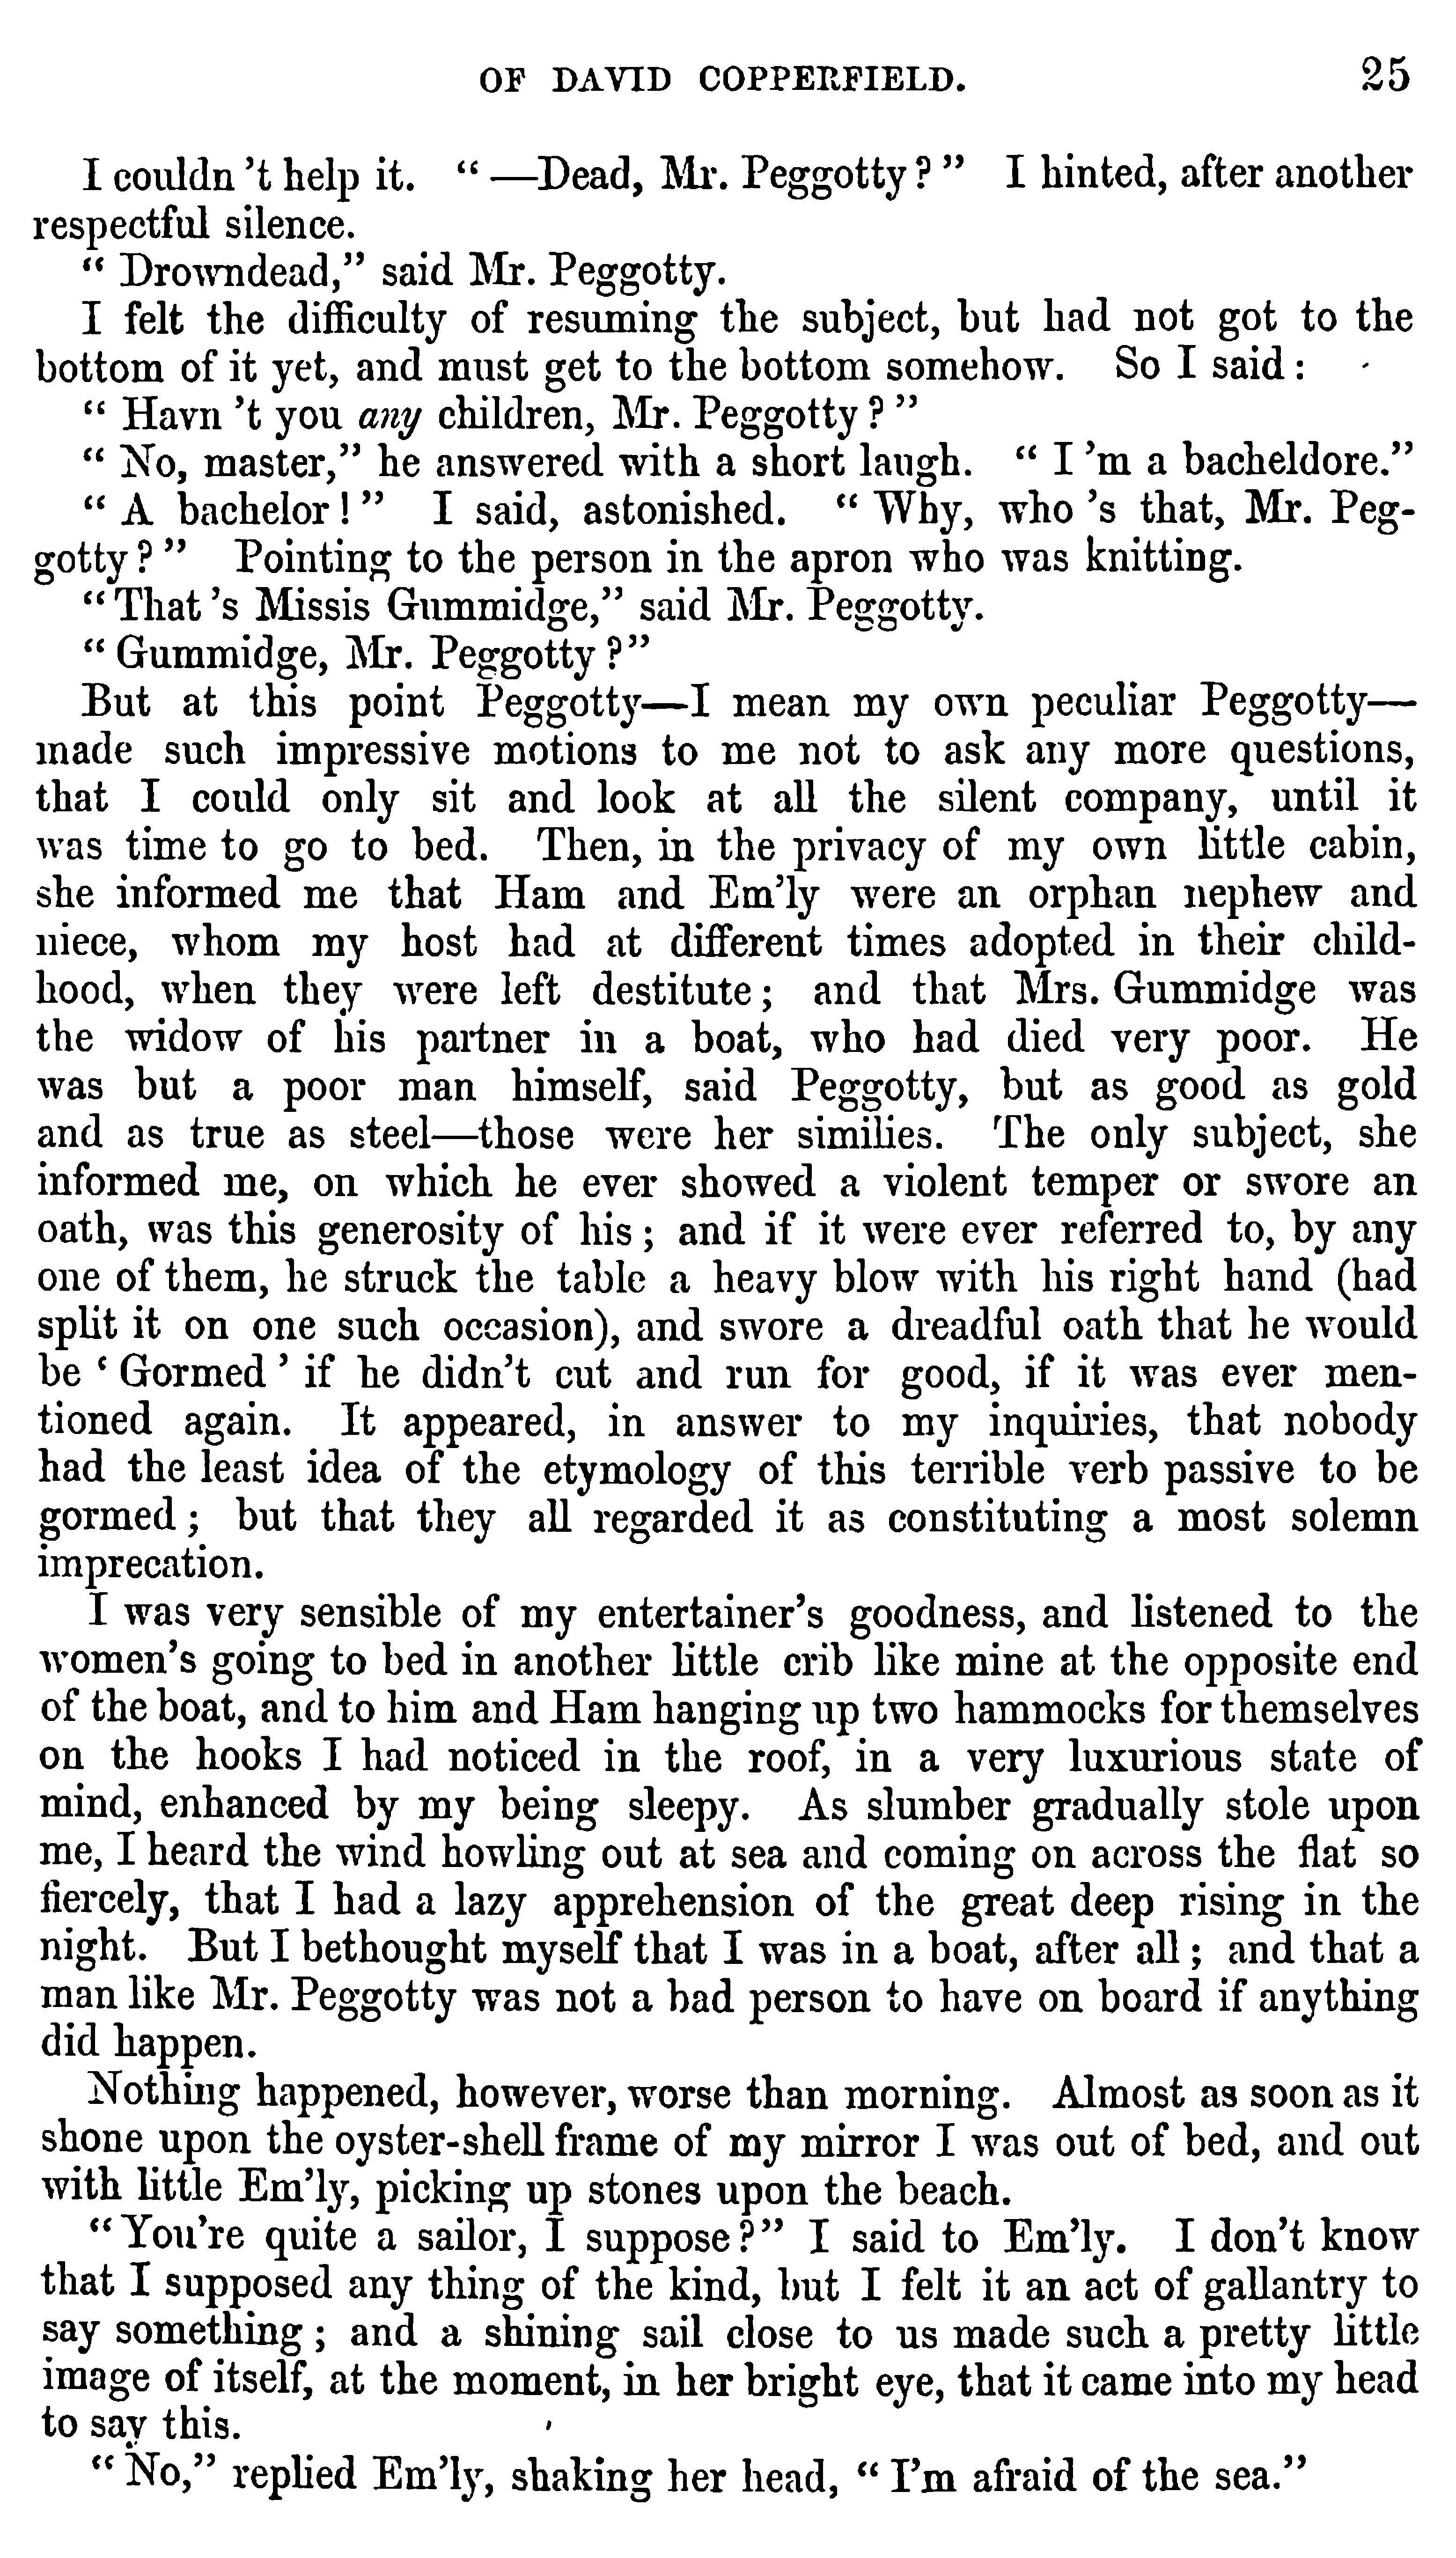 OF DAVID COPPERFIELD. 25
I couldn 't help it. “ —Dead, Mr. Peggotty ? ” I hinted, after another
respectful silence.
“ Drowndead,” said Mr. Peggotty.
I felt the difficulty of resuming the subject, but had not got to the
bottom of it yet, and must get to the bottom somehow. So I said :
“ Havn 't you any children, Mr. Peggotty ? ”
“ No, master,” he answered with a short laugh. “ I 'm a bacheldore.”
“ A bachelor ! ” I said, astonished. “ Why, who 's that, Mr. Peg-
gotty ? ” Pointing to the person in the apron who was knitting.
“That 's Missis Gummidge,” said Mr. Peggotty.
“ Gummidge, Mr. Peggotty ?”
But at this point Peggotty—I mean my own peculiar Peggotty—
made such impressive motions to me not to ask any more questions,
that I could only sit and look at all the silent company, until it
was time to go to bed. Then, in the privacy of my own little cabin,
she informed me that Ham and Em'ly were an orphan nephew and
niece, whom my host had at different times adopted in their child-
hood, when they were left destitute ; and that Mrs. Gummidge was
the widow of his partner in a boat, who had died very poor. He
was but a poor man himself, said Peggotty, but as good as gold
and as true as steel—those were her similies. The only subject, she
informed me, on which he ever showed a violent temper or swore an
oath, was this generosity of his ; and if it were ever referred to, by any
one of them, he struck the table a heavy blow with his right hand (had
split it on one such occasion), and swore a dreadful oath that he would
be ‘ Gormed ’ if he didn't cut and run for good, if it was ever men-
tioned again. It appeared, in answer to my inquiries, that nobody
had the least idea of the etymology of this terrible verb passive to be
gormed ; but that they all regarded it as constituting a most solemn
imprecation.
I was very sensible of my entertainer's goodness, and listened to the
women's going to bed in another little crib like mine at the opposite end
of the boat, and to him and Ham hanging up two hammocks for themselves
on the hooks I had noticed in the roof, in a very luxurious state of
mind, enhanced by my being sleepy. As slumber gradually stole upon
me, I heard the wind howling out at sea and coming on across the flat so
fiercely, that I had a lazy apprehension of the great deep rising in the
night. But I bethought myself that I was in a boat, after all ; and that a
man like Mr. Peggotty was not a bad person to have on board if anything
did happen.
Nothing happened, however, worse than morning. Almost as soon as it
shone upon the oyster-shell frame of my mirror I was out of bed, and out
with little Em'ly, picking up stones upon the beach.
“You're quite a sailor, I suppose ?” I said to Em'ly. I don't know
that I supposed any thing of the kind, but I felt it an act of gallantry to
say something ; and a shining sail close to us made such a pretty little
image of itself, at the moment, in her bright eye, that it came into my head
to say this.
“ No,” replied Em'ly, shaking her head, “ I'm afraid of the sea.”